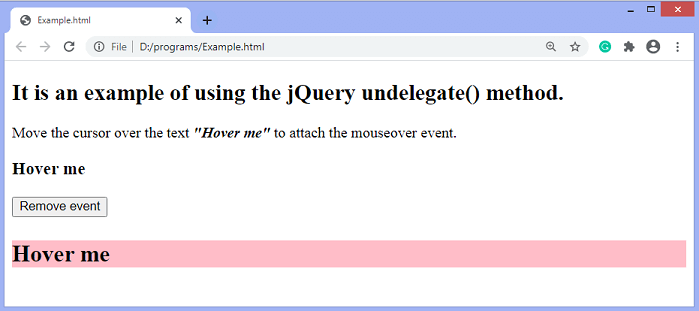 Example.html
File D:/programs/Example.html
It is an example of using the jQuery undelegate() method.
Move the cursor over the text "Hover me" to attach the mouseover event.
Hover me
Remove event
Hover me